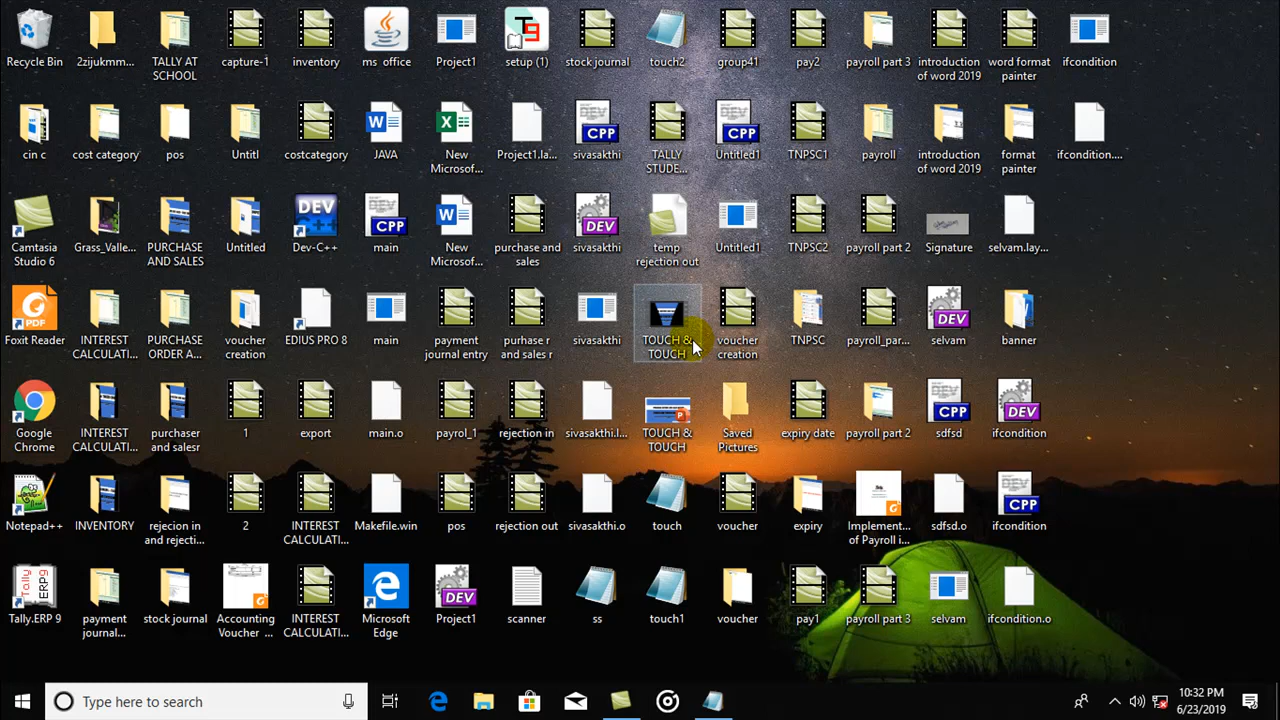 Recycle Bin
2zijukmm...
TALLY AT
SCHOOL
capture-1
inventory
ms office
Project1
setup (1)
stock journal
touch2
group41
pay2
payroll part 3
introduction
of word 2019
word format
painter
ifcondition
cin c
cost category
pos
Untitl
costcategory
JAVA
New
Microsof...
Project1.la...
sivasakthi
TALLY
STUDE...
Untitled1
TNPSC1
payroll
introduction
of word 2019
format
painter
ifcondition....
Camtasia
Studio 6
Grass_Valle...
PURCHASE
AND SALES
Untitled
Dev-C++
main
New
Microsof...
purchase and
sales
sivasakthi
temp
rejection out
Untitled1
TNPSC2
payroll part 2
Signature
selvam.lay...
Foxit Reader
INTEREST
CALCULATI...
PURCHASE
ORDER A...
voucher
creation
EDIUS PRO 8
main
payment
journal entry
purhase r
and sales r
sivasakthi
TOUCH &
TOUCH
voucher
creation
TNPSC
payroll_par...
selvam
banner
Google
Chrome
INTEREST
CALCULATI...
purchaser
and salesr
1
export
main.o
payrol_1
rejection in
sivasakthi.l...
TOUCH &
TOUCH
Saved
Pictures
expiry date
payroll part 2
sdfsd
ifcondition
Notepad++
INVENTORY
rejecion in
and rejecti...
2
INTEREST
CALCULATI...
Makefile.win
pos
rejection out
sivasakthi.o
touch
voucher
expiry
Implement...
of Payroll i...
sdfsd.o
ifcondition
Tally.ERP 9
payment
journal...
stock journal
Accounting
Voucher ...
INTEREST
CALCULATI...
Microsoft
Edge
Project1
scanner
ss
touch1
voucher
pay1
payroll part 3
selvam
ifcondition.o
Type here to search
10:32 PM
6/23/2019